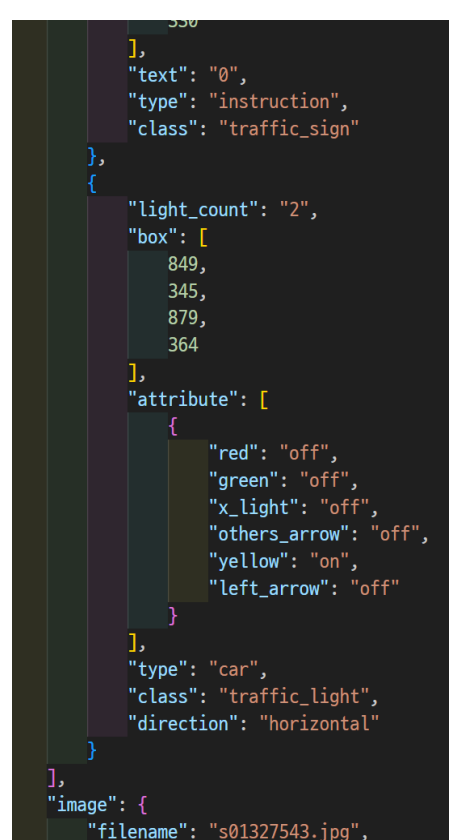 330
],
"text": "0",
"type": "instruction",
"class": "traffic_sign"
},
{
"light_count": "2",
"box": [
849,
345,
879,
364
],
"attribute": [
{
"red": "off",
"green": "off",
"x_light": "off",
"others_arrow": "off",
"yellow": "on",
"left_arrow": "off"
}
],
"type": "car",
"class": "traffic_light",
"direction": "horizontal"
}
],
"image": {
"filename": "s01327543.jpg",